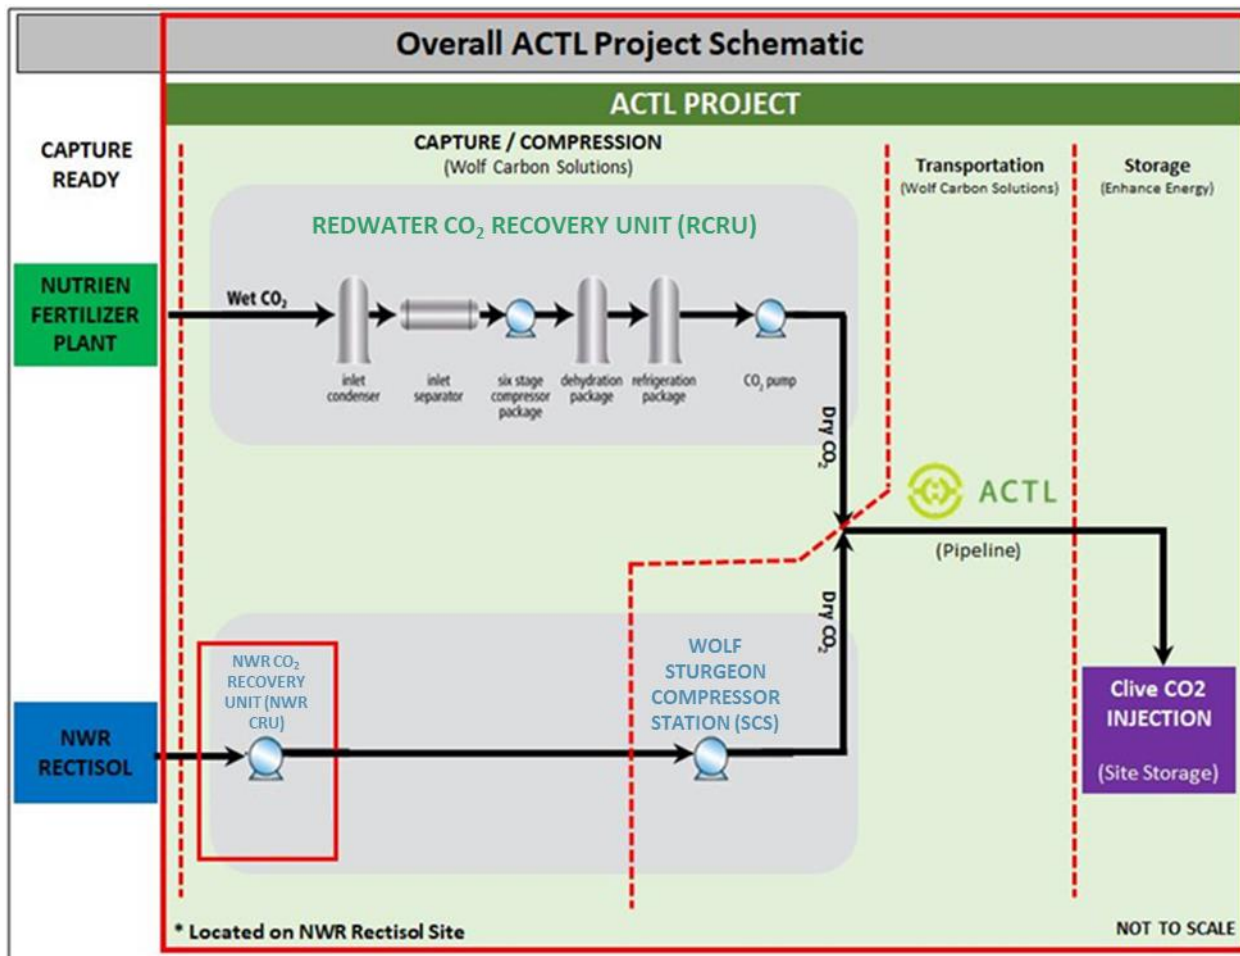 Overall ACTL Project Schematic
ACTL PROJECT
CAPTURE
READY
CAPTURE / COMPRESSION
(Wolf Carbon Solutions)
Transportation
(Wolf Carbon Solutions)
Storage
(Enhance Energy)
REDWATER CO₂ RECOVERY UNIT (RCRU)
NUTRIEN
FERTILIZER
PLANT
Wet CO₂
inlet
condenser
inlet
separator
six stage
compressor
package
dehydration
package
refrigeration
package
CO₂ pump
Dry CO₂
ACTL
(Pipeline)
Dry CO₂
NWR CO₂
RECOVERY
UNIT (NWR
CRU)
WOLF
STURGEON
COMPRESSOR
STATION (SCS)
NWR
RECTISOL
Clive CO2
INJECTION
(Site Storage)
* Located on NWR Rectisol Site
NOT TO SCALE